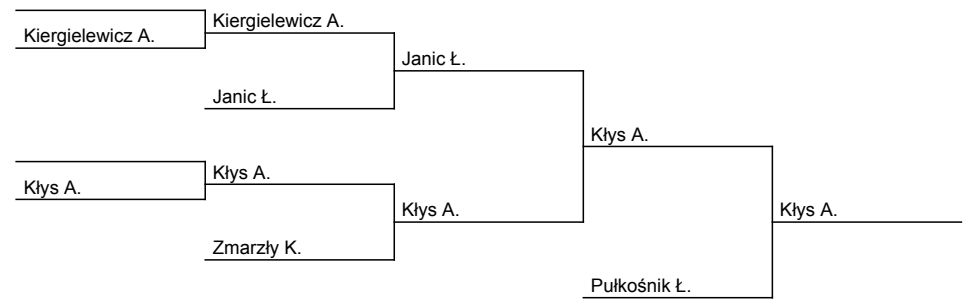 Kiergielewicz A.
Kiergielewicz A.
Janic Ł.
Janic Ł.
Kłys A.
Kłys A.
Kłys A.
Kłys A.
Kłys A.
Zmarzły K.
Pułkośnik Ł.